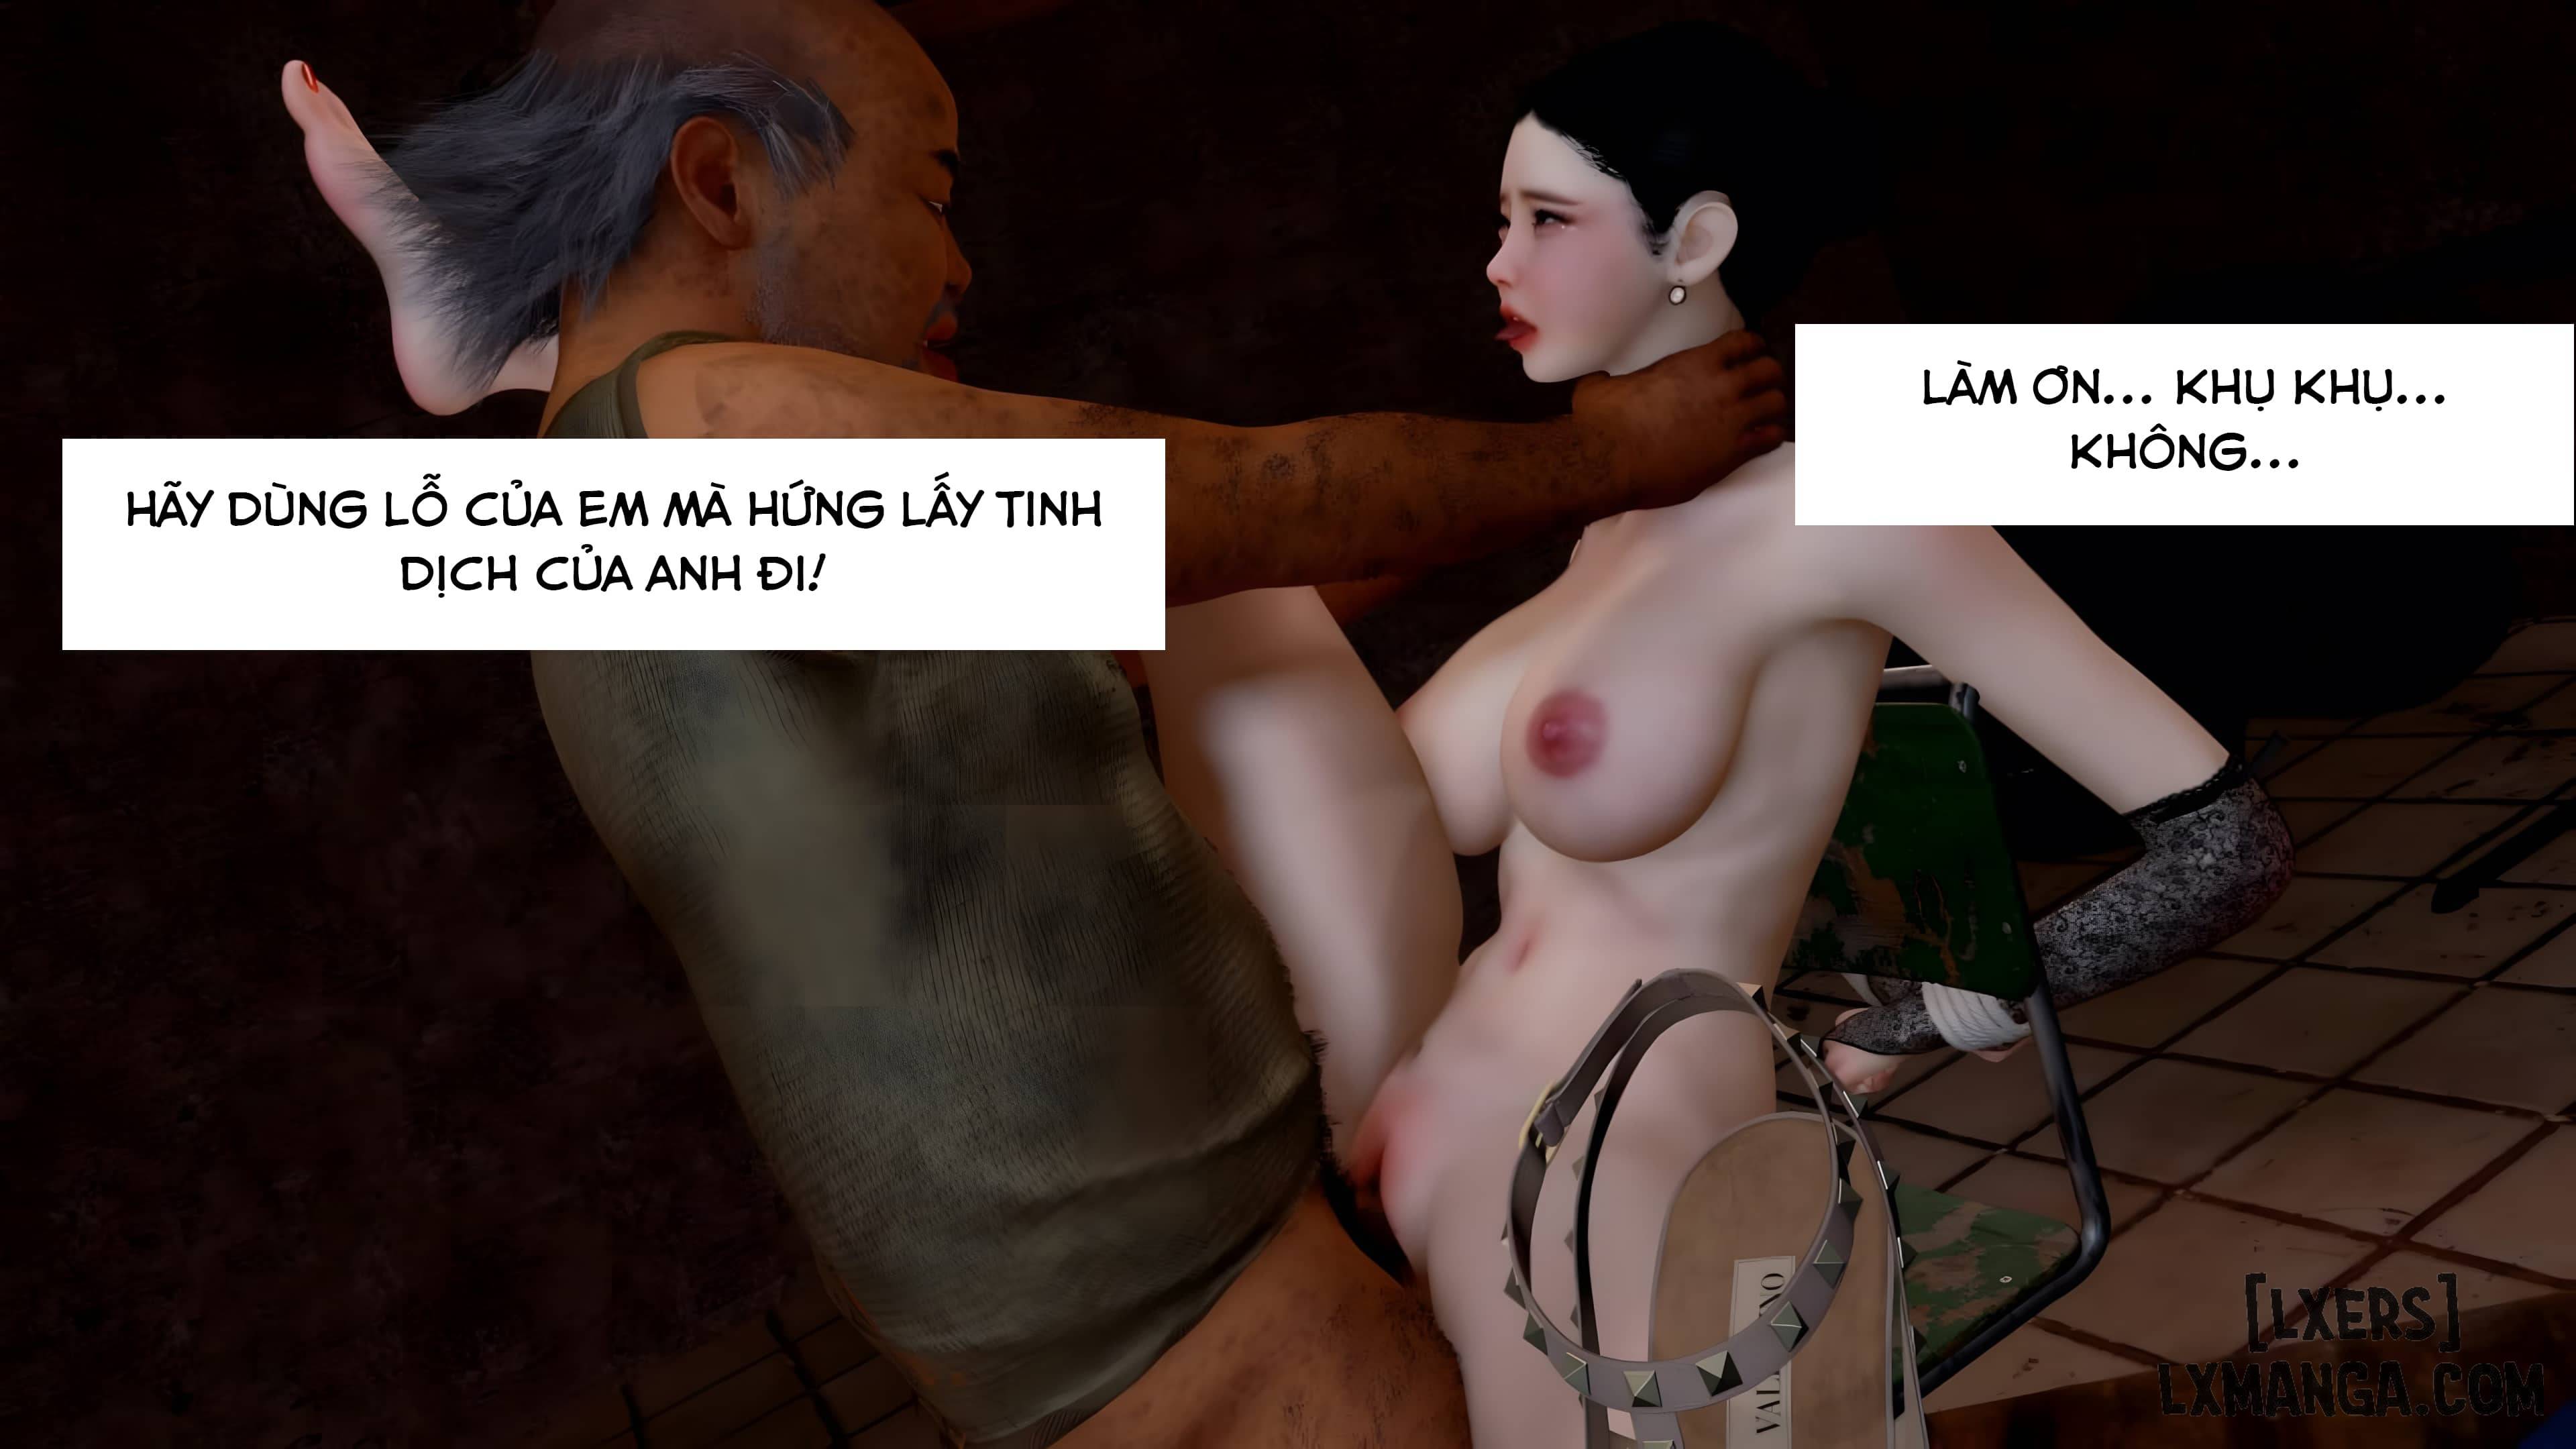 HÃY DÙNG LỖ CỦA EM MÀ HỨNG LẤY TINH
DỊCH CỦA ANH ĐI!
LÀM ƠN... KHỤ KHỤ...
KHÔNG...
[LXERS]
LXMANGA.COM